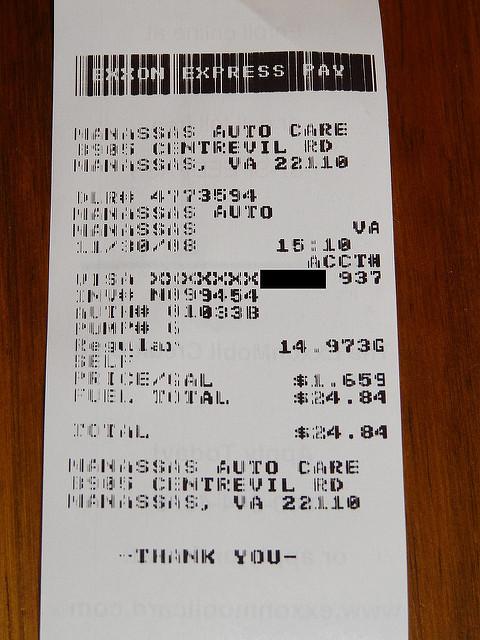 EXXON EXPRESS PAY
MANASSAS AUTO CARE
8905 CENTREVIL RD
MANASSAS, VA 22110
DLR# 4773594
MANASSAS AUTO
MANASSAS VA
11/30/08 15:10
ACCT#
VISA XXXXXXX 937
INV# N099454
AUTH# 01033B
PUMP# 6
Regular 14.973G
SELF
PRICE/GAL $1.659
FUEL TOTAL $24.84
TOTAL $24.84
MANASSAS AUTO CARE
8905 CENTREVIL RD
MANASSAS, VA 22110
-THANK YOU-